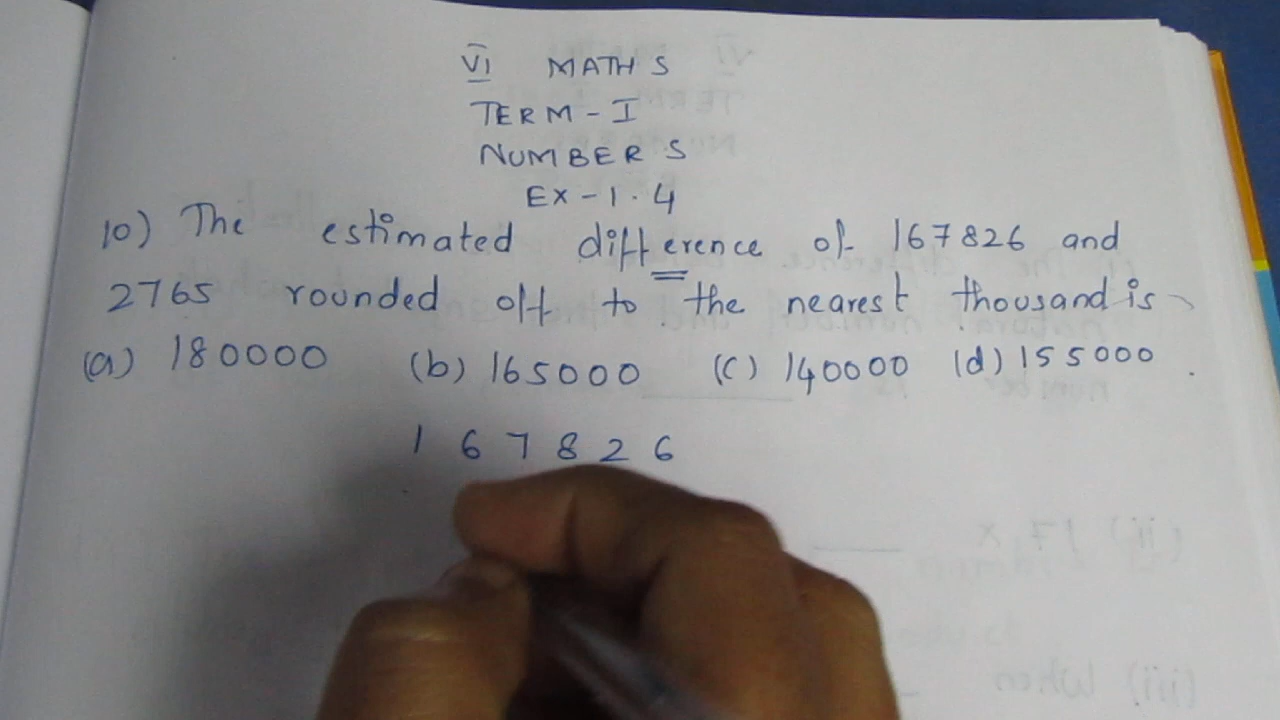 VI MATHS
TERM - I
NUMBERS
EX - 1.4
10) The estimated difference of 167826 and
2765 rounded off to the nearest thousand is
(a) 180000 (b) 165000 (c) 140000 (d) 155000 .
1 6 7 8 2 6